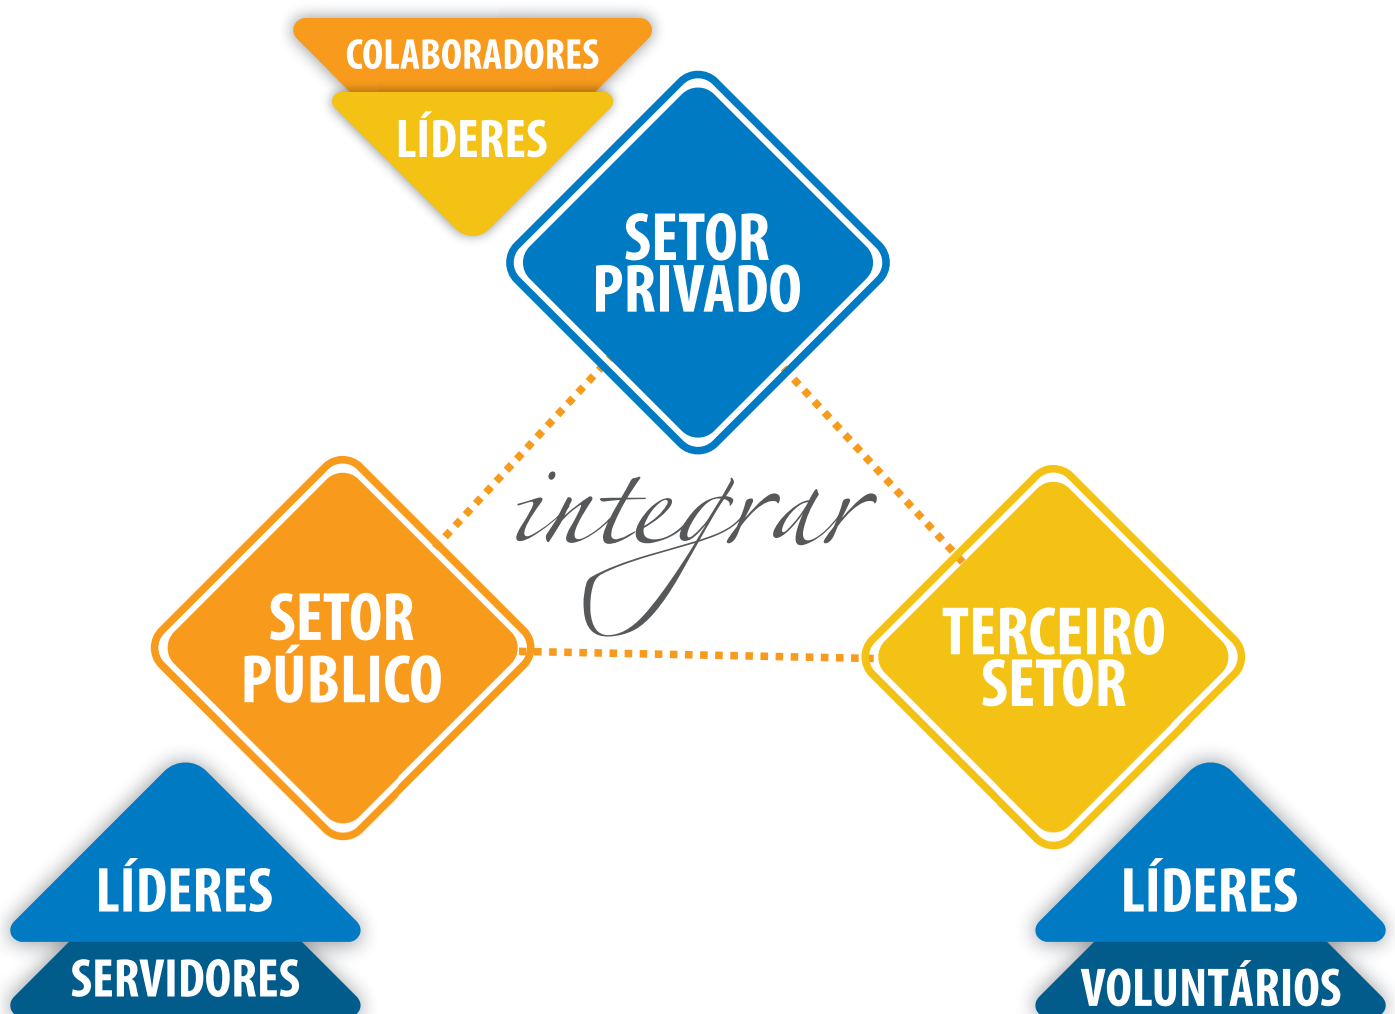 COLABORADORES
LÍDERES
SETOR
PRIVADO
integrar
SETOR
PÚBLICO
TERCEIRO
SETOR
LÍDERES
SERVIDORES
LÍDERES
VOLUNTÁRIOS